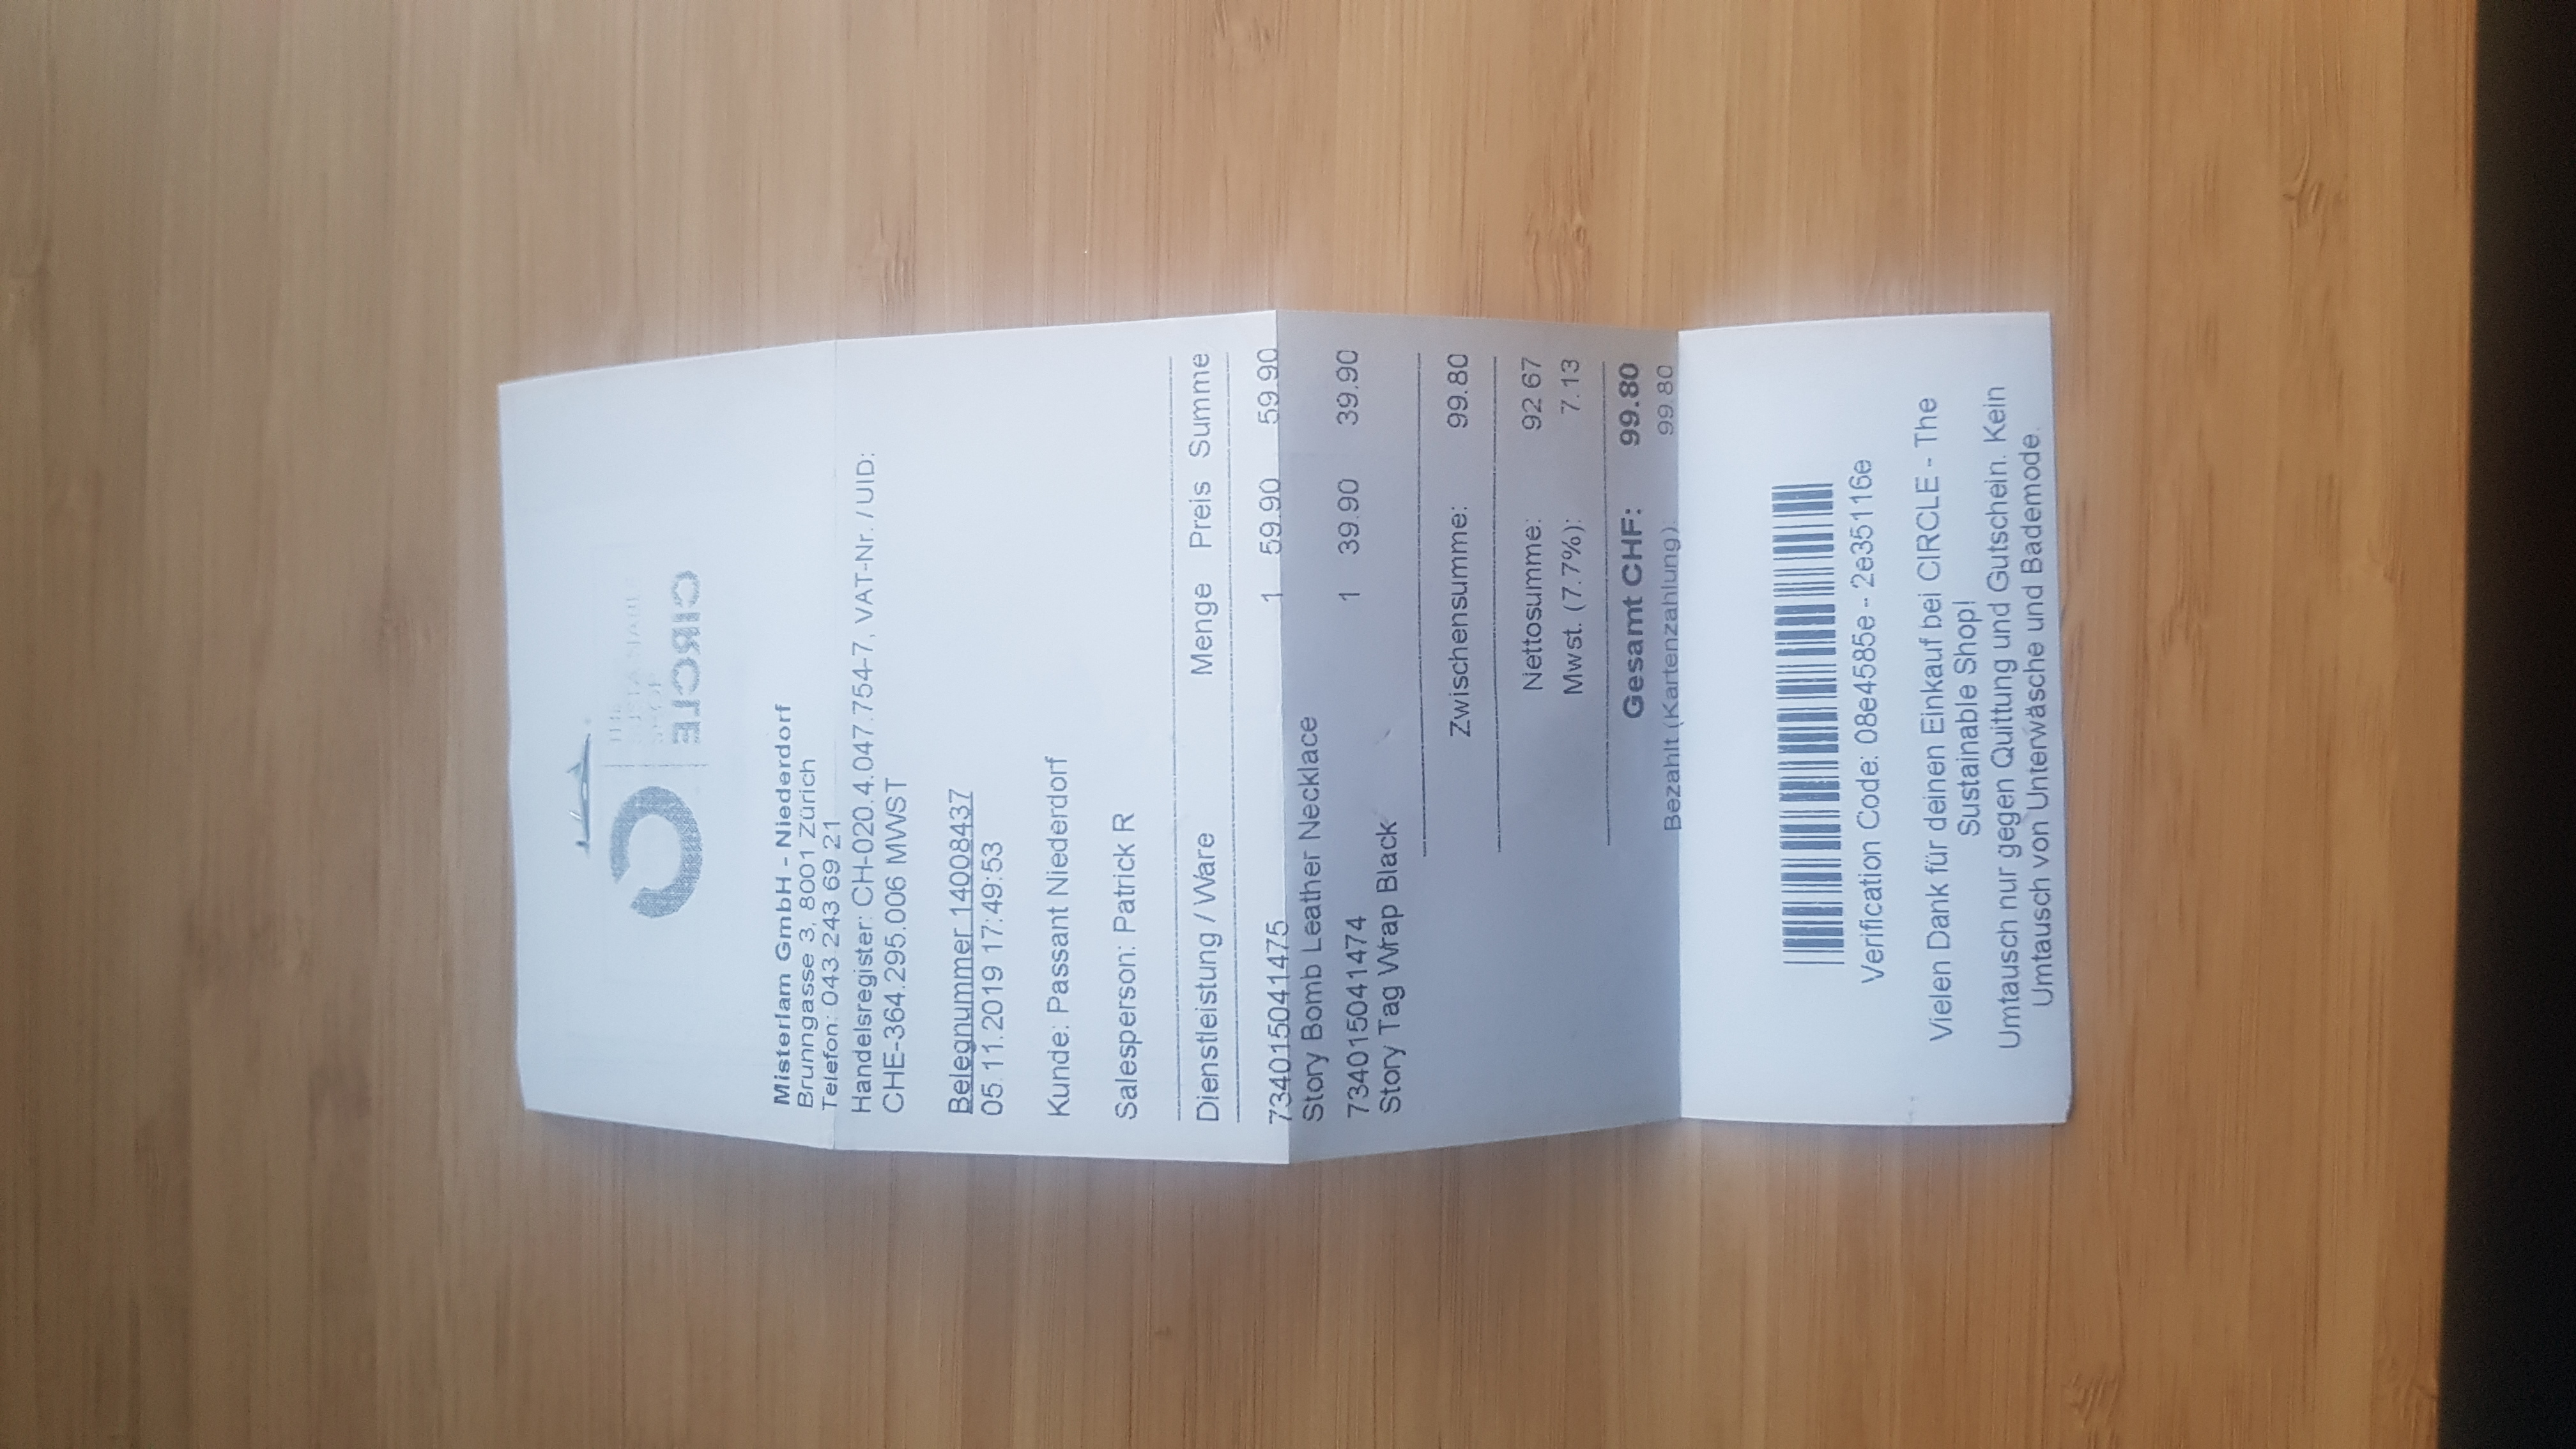 CIRCLE
Misterlam GmbH - Niederdorf
Brunngasse 3, 8001 Zürich
Telefon: 043 243 69 21
Handelsregister: CH-020.4.047.754-7, VAT-Nr. / UID:
CHE-364.295.006 MWST
Belegnummer 14008437
05.11.2019 17:49:53
Kunde: Passant Niederdorf
Salesperson: Patrick R
Dienstleistung / Ware Menge Preis Summe
734015041475 1 59.90 59.90
Story Bomb Leather Necklace
734015041474 1 39.90 39.90
Story Tag Wrap Black
Zwischensumme: 99.80
Nettosumme: 92.67
Mwst. (7.7%): 7.13
Gesamt CHF: 99.80
Bezahlt (Kartenzahlung): 99.80
Verification Code: 08e4585e - 2e35116e
Vielen Dank für deinen Einkauf bei CIRCLE - The
Sustainable Shop!
Umtausch nur gegen Quittung und Gutschein. Kein
Umtausch von Unterwäsche und Bademode.